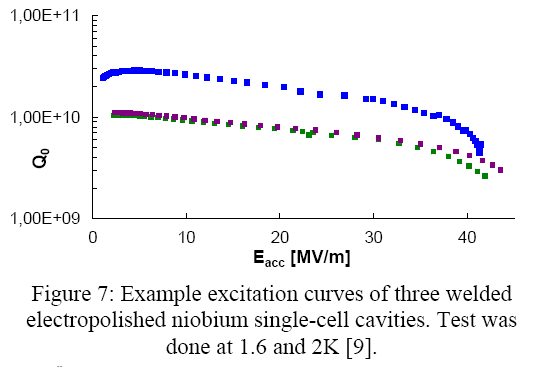 1,00E+11
1,00E+10
Q0
1,00E+09
0 10 20 30 40
Eacc [MV/m]
Figure 7: Example excitation curves of three welded
electropolished niobium single-cell cavities. Test was
done at 1.6 and 2K [9].